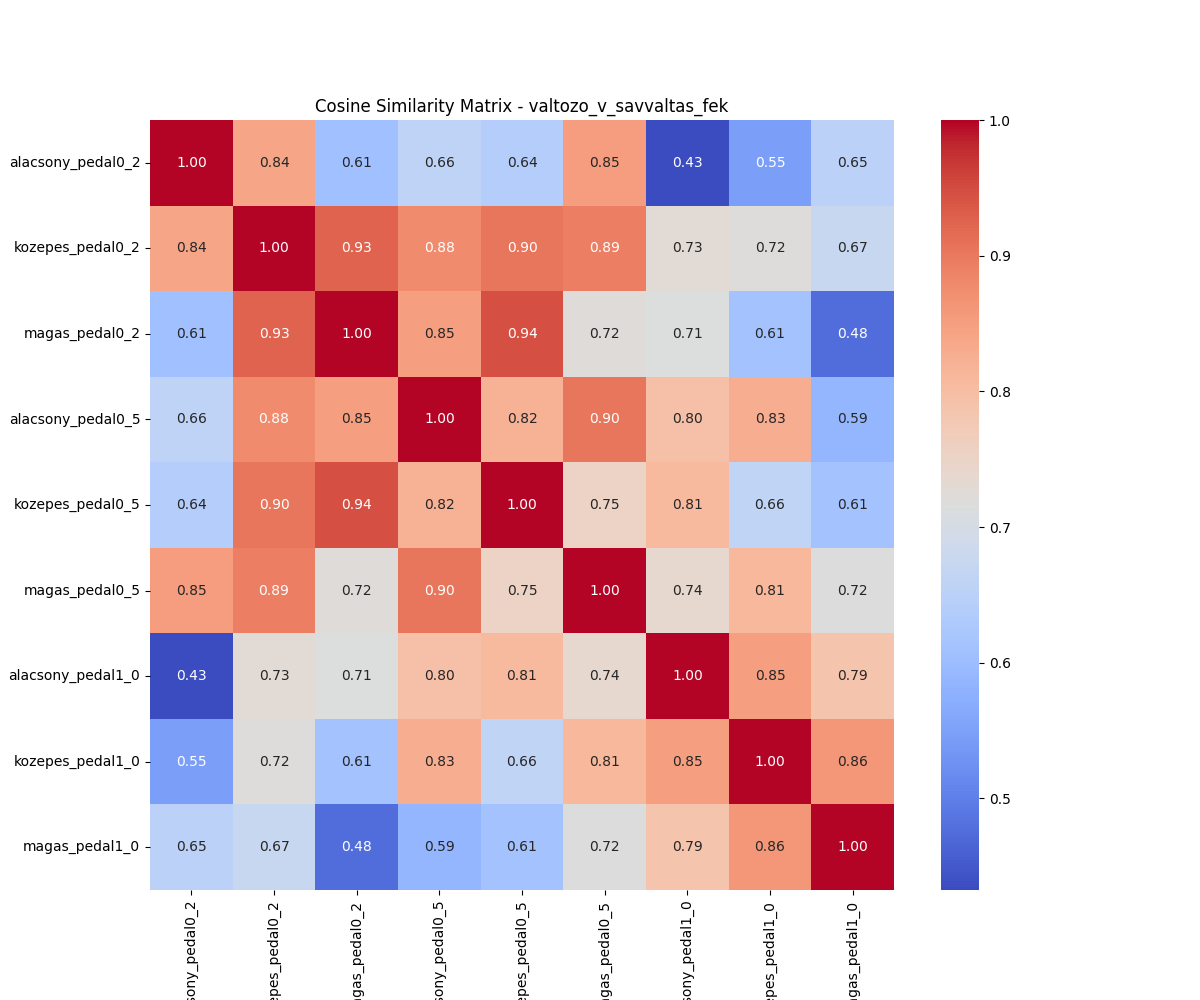 Cosine Similarity Matrix - valtozo_v_savvaltas_fek
alacsony_pedal0_2 1.00 0.84 0.61 0.66 0.64 0.85 0.43 0.55 0.65
kozepes_pedal0_2 0.84 1.00 0.93 0.88 0.90 0.89 0.73 0.72 0.67
magas_pedal0_2 0.61 0.93 1.00 0.85 0.94 0.72 0.71 0.61 0.48
alacsony_pedal0_5 0.66 0.88 0.85 1.00 0.82 0.90 0.80 0.83 0.59
kozepes_pedal0_5 0.64 0.90 0.94 0.82 1.00 0.75 0.81 0.66 0.61
magas_pedal0_5 0.85 0.89 0.72 0.90 0.75 1.00 0.74 0.81 0.72
alacsony_pedal1_0 0.43 0.73 0.71 0.80 0.81 0.74 1.00 0.85 0.79
kozepes_pedal1_0 0.55 0.72 0.61 0.83 0.66 0.81 0.85 1.00 0.86
magas_pedal1_0 0.65 0.67 0.48 0.59 0.61 0.72 0.79 0.86 1.00
sony_pedal0_2
epes_pedal0_2
agas_pedal0_2
sony_pedal0_5
epes_pedal0_5
agas_pedal0_5
sony_pedal1_0
epes_pedal1_0
agas_pedal1_0
1.0
0.9
0.8
0.7
0.6
0.5